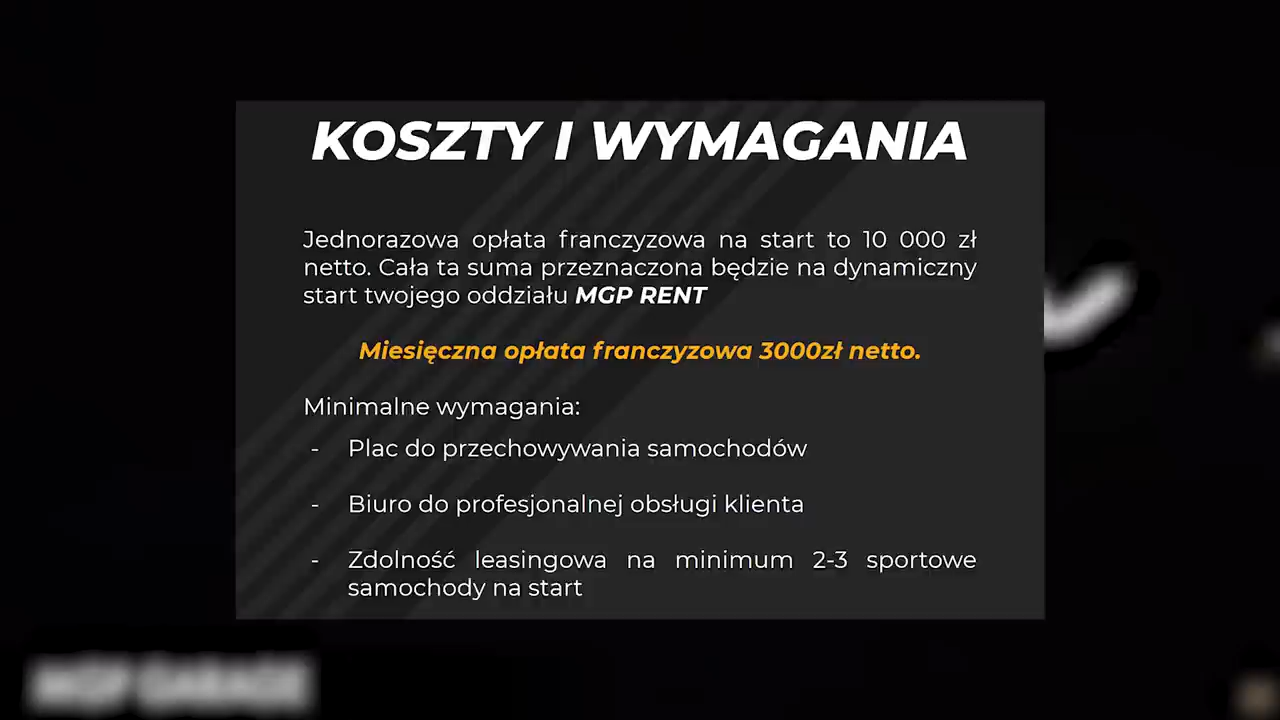 KOSZTY I WYMAGANIA
Jednorazowa opłata franczyzowa na start to 10 000 zł
netto. Cała ta suma przeznaczona będzie na dynamiczny
start twojego oddziału MGP RENT
Miesięczna opłata franczyzowa 3000zł netto.
Minimalne wymagania:
- Plac do przechowywania samochodów
- Biuro do profesjonalnej obsługi klienta
- Zdolność leasingowa na minimum 2-3 sportowe
samochody na start
MGP GARAGE